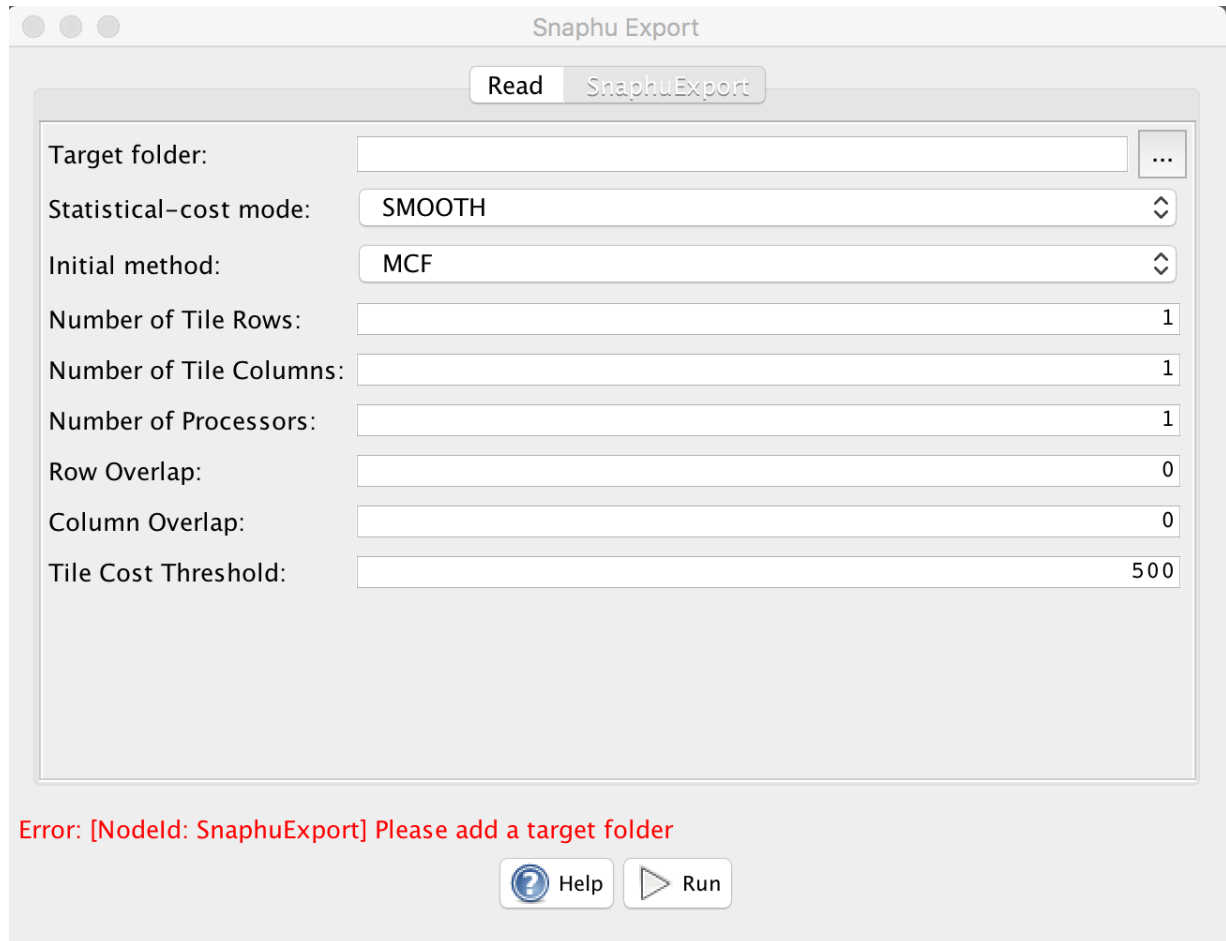 Snaphu Export
Read SnaphuExport
Target folder: ...
Statistical-cost mode: SMOOTH
Initial method: MCF
Number of Tile Rows: 1
Number of Tile Columns: 1
Number of Processors: 1
Row Overlap: 0
Column Overlap: 0
Tile Cost Threshold: 500
Error: [NodeId: SnaphuExport] Please add a target folder
? Help Run